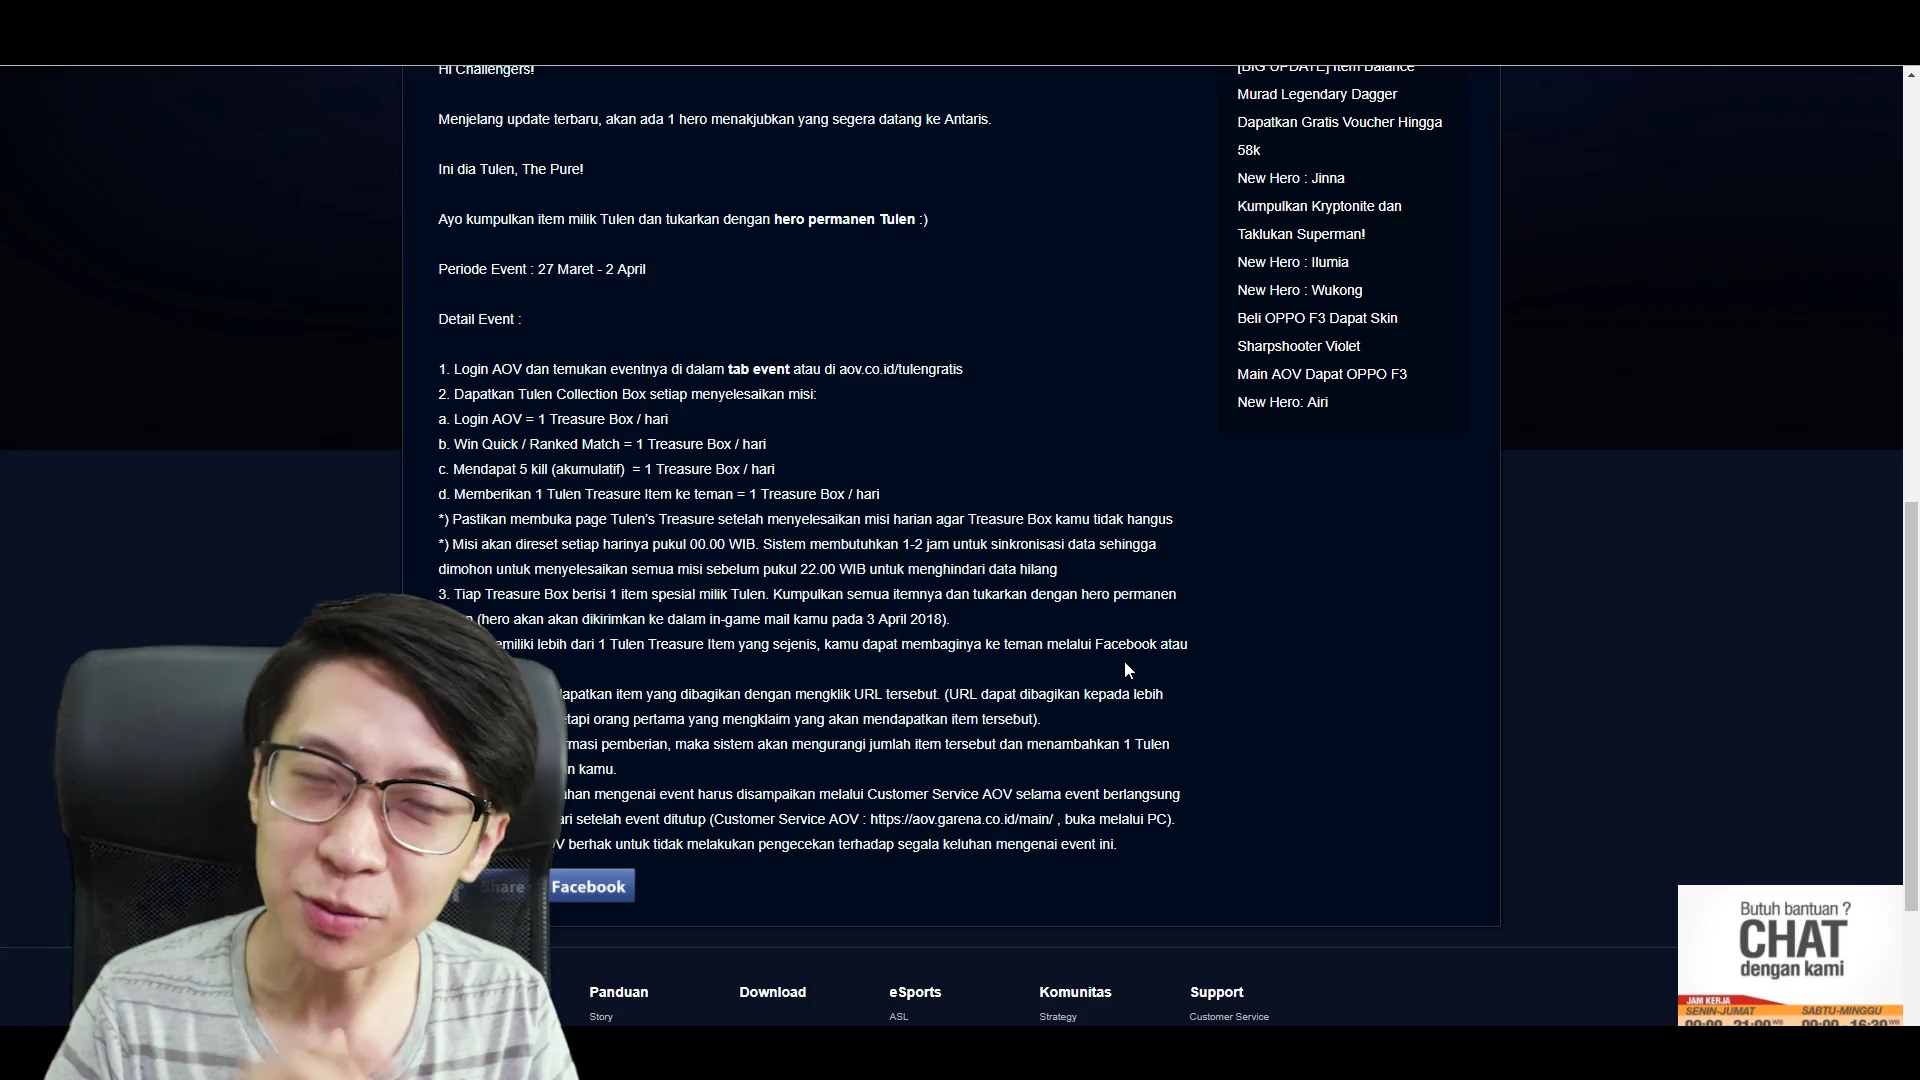 Hi Challengers!
Menjelang update terbaru, akan ada 1 hero menakjubkan yang segera datang ke Antaris.
Ini dia Tulen, The Pure!
Ayo kumpulkan item milik Tulen dan tukarkan dengan hero permanen Tulen :)
Periode Event : 27 Maret - 2 April
Detail Event :
1. Login AOV dan temukan eventnya di dalam tab event atau di aov.co.id/tulengratis
2. Dapatkan Tulen Collection Box setiap menyelesaikan misi:
a. Login AOV = 1 Treasure Box / hari
b. Win Quick / Ranked Match = 1 Treasure Box / hari
c. Mendapat 5 kill (akumulatif)  = 1 Treasure Box / hari
d. Memberikan 1 Tulen Treasure Item ke teman = 1 Treasure Box / hari
*) Pastikan membuka page Tulen's Treasure setelah menyelesaikan misi harian agar Treasure Box kamu tidak hangus
*) Misi akan direset setiap harinya pukul 00.00 WIB. Sistem membutuhkan 1-2 jam untuk sinkronisasi data sehingga
dimohon untuk menyelesaikan semua misi sebelum pukul 22.00 WIB untuk menghindari data hilang
3. Tiap Treasure Box berisi 1 item spesial milik Tulen. Kumpulkan semua itemnya dan tukarkan dengan hero permanen
(hero akan akan dikirimkan ke dalam in-game mail kamu pada 3 April 2018).
lebih dari 1 Tulen Treasure Item yang sejenis, kamu dapat membaginya ke teman melalui Facebook atau
item yang dibagikan dengan mengklik URL tersebut. (URL dapat dibagikan kepada lebih
orang pertama yang mengklaim yang akan mendapatkan item tersebut).
pemberian, maka sistem akan mengurangi jumlah item tersebut dan menambahkan 1 Tulen
kamu.
mengenai event harus disampaikan melalui Customer Service AOV selama event berlangsung
setelah event ditutup (Customer Service AOV : https://aov.garena.co.id/main/ , buka melalui PC).
berhak untuk tidak melakukan pengecekan terhadap segala keluhan mengenai event ini.
Share Facebook
[BIG UPDATE] Item Balance
Murad Legendary Dagger
Dapatkan Gratis Voucher Hingga
58k
New Hero : Jinna
Kumpulkan Kryptonite dan
Taklukan Superman!
New Hero : Ilumia
New Hero : Wukong
Beli OPPO F3 Dapat Skin
Sharpshooter Violet
Main AOV Dapat OPPO F3
New Hero: Airi
Butuh bantuan ?
CHAT
dengan kami
JAM KERJA
SENIN-JUMAT SABTU-MINGGU
Panduan Download eSports Komunitas Support
Story ASL Strategy Customer Service